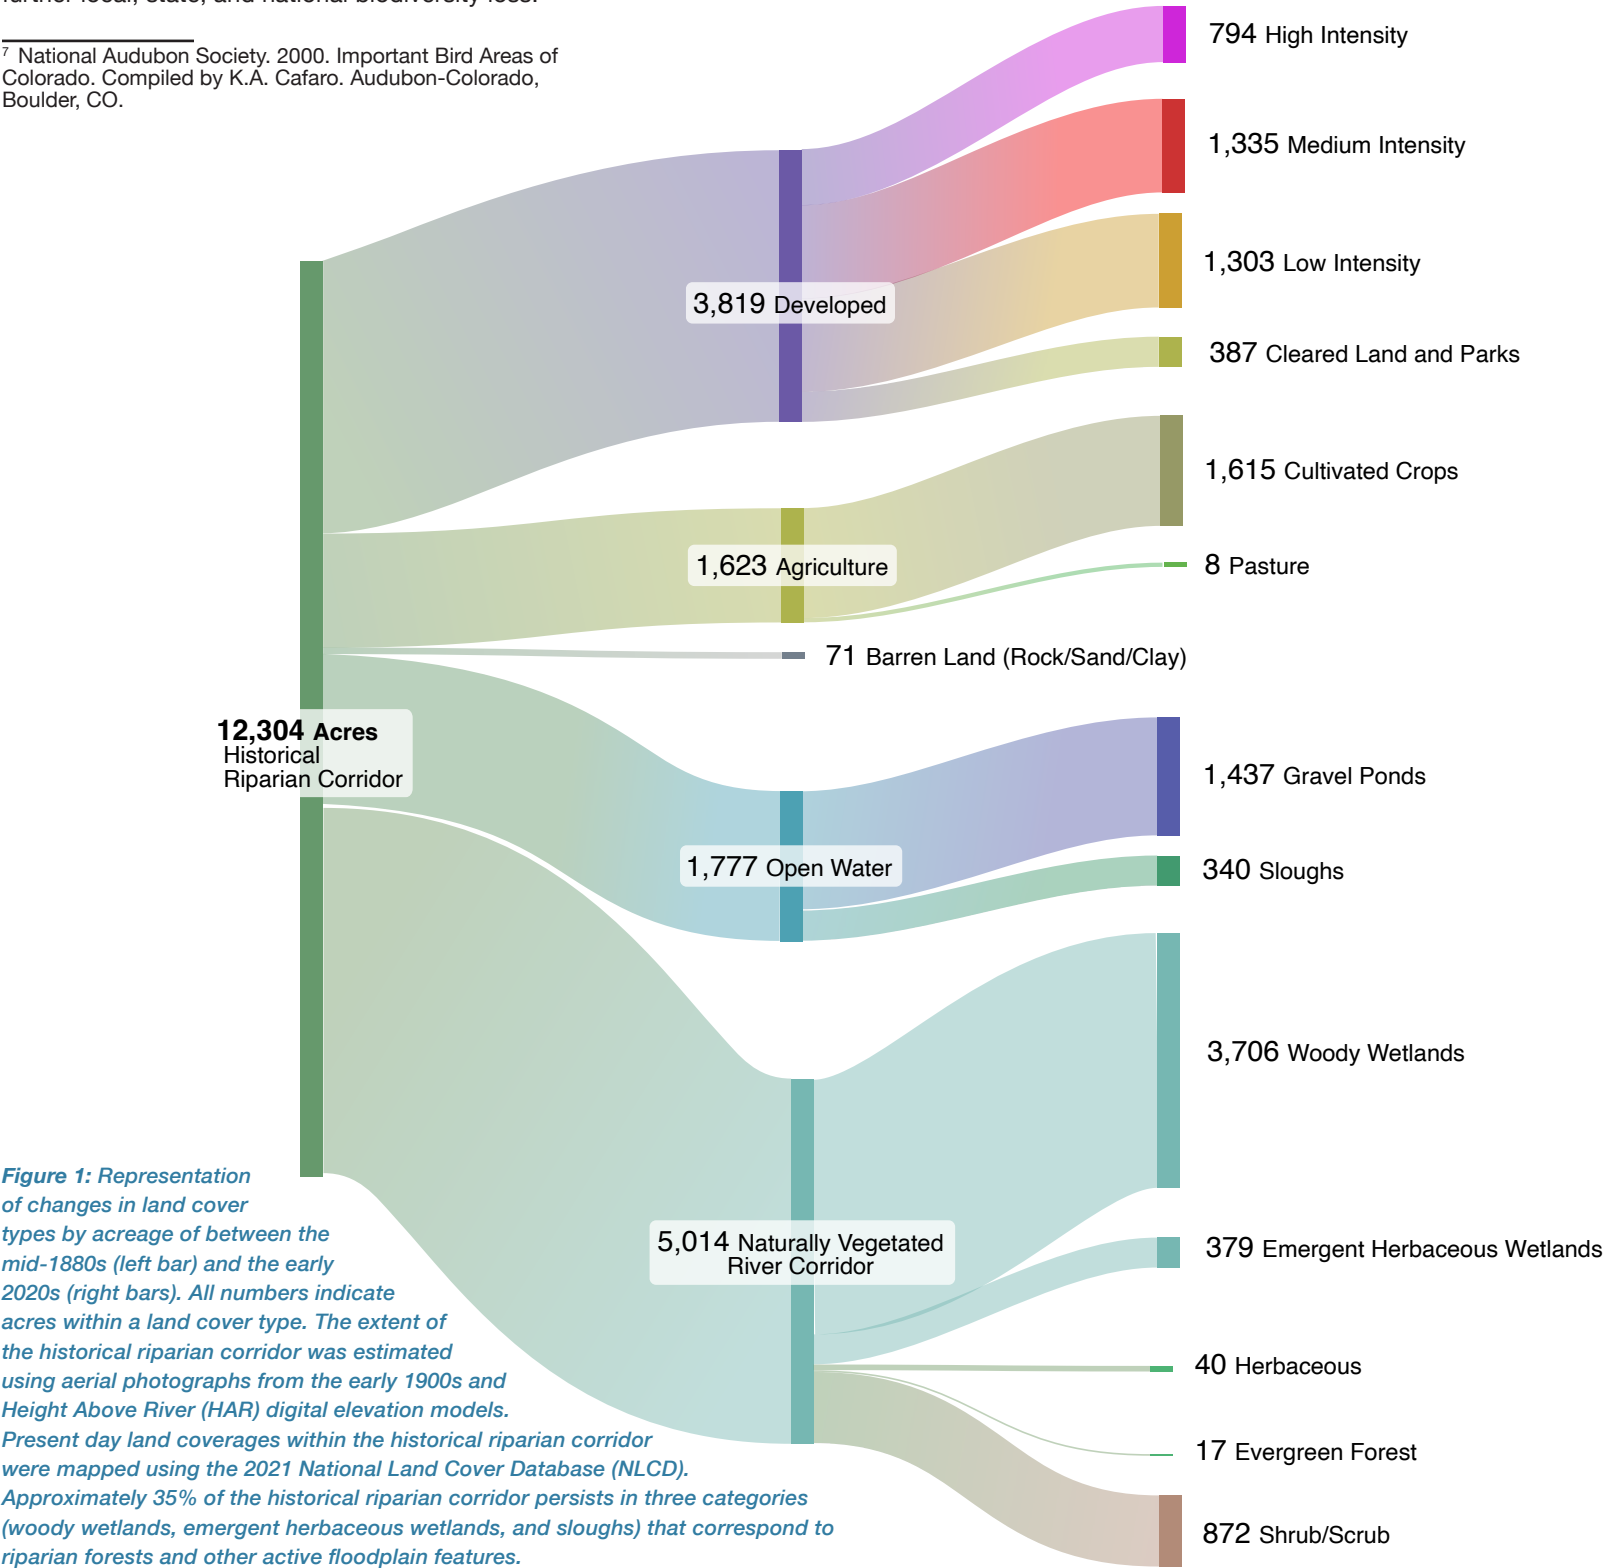 further local, state, and national biodiversity loss.
7 National Audubon Society. 2000. Important Bird Areas of
Colorado. Compiled by K.A. Cafaro. Audubon-Colorado,
Boulder, CO.
794 High Intensity
1,335 Medium Intensity
1,303 Low Intensity
3,819 Developed
387 Cleared Land and Parks
1,615 Cultivated Crops
1,623 Agriculture
8 Pasture
71 Barren Land (Rock/Sand/Clay)
12,304 Acres
Historical
Riparian Corridor
1,437 Gravel Ponds
1,777 Open Water
340 Sloughs
3,706 Woody Wetlands
5,014 Naturally Vegetated
River Corridor
379 Emergent Herbaceous Wetlands
40 Herbaceous
17 Evergreen Forest
872 Shrub/Scrub
Figure 1: Representation
of changes in land cover
types by acreage of between the
mid-1880s (left bar) and the early
2020s (right bars). All numbers indicate
acres within a land cover type. The extent of
the historical riparian corridor was estimated
using aerial photographs from the early 1900s and
Height Above River (HAR) digital elevation models.
Present day land coverages within the historical riparian corridor
were mapped using the 2021 National Land Cover Database (NLCD).
Approximately 35% of the historical riparian corridor persists in three categories
(woody wetlands, emergent herbaceous wetlands, and sloughs) that correspond to
riparian forests and other active floodplain features.